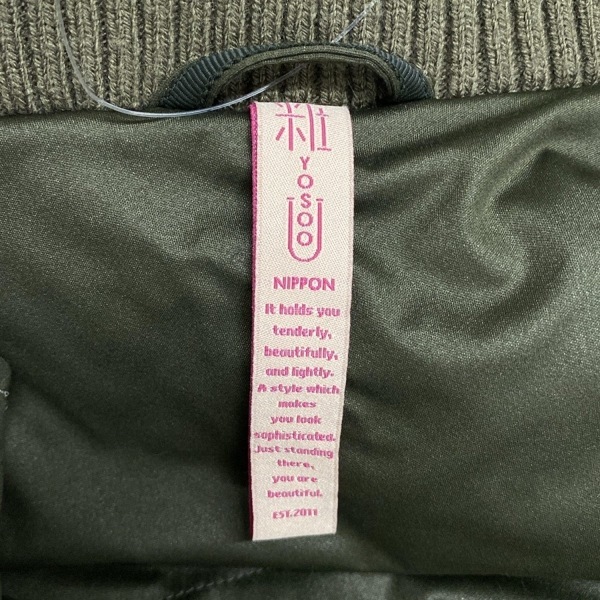 YOSOO
NIPPON
It holds you
tenderly,
beautifully,
and lightly.
A style which
makes
you look
sophisticated.
Just standing
there,
you are
beautiful.
EST.2011